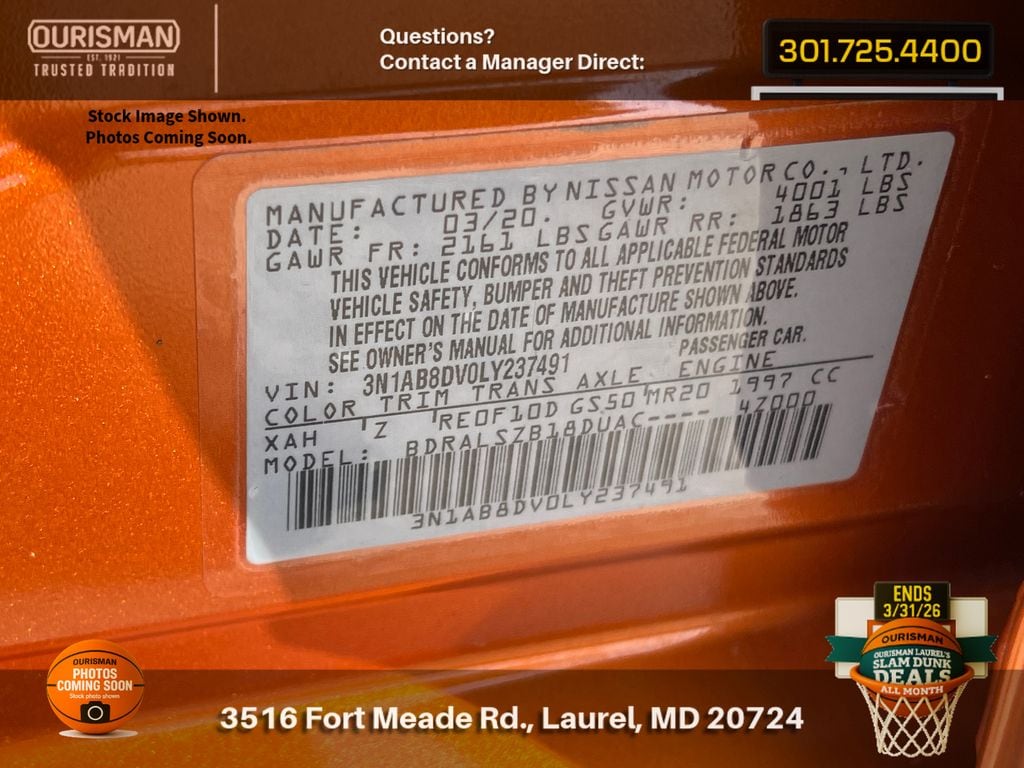 OURISMAN
EST. 1921
TRUSTED TRADITION
Questions?
Contact a Manager Direct:
301.725.4400
Stock Image Shown.
Photos Coming Soon.
MANUFACTURED BY NISSAN MOTOR CO., LTD.
DATE: 03/20. GVWR: 4001 LBS
GAWR FR: 2161 LBS GAWR RR: 1863 LBS
THIS VEHICLE CONFORMS TO ALL APPLICABLE FEDERAL MOTOR
VEHICLE SAFETY, BUMPER AND THEFT PREVENTION STANDARDS
IN EFFECT ON THE DATE OF MANUFACTURE SHOWN ABOVE.
SEE OWNER'S MANUAL FOR ADDITIONAL INFORMATION.
PASSENGER CAR.
VIN: 3N1AB8DV0LY237491
COLOR TRIM TRANS AXLE ENGINE
XAH Z RE0F10D GS50 MR20 1997 CC
MODEL: BDRALSZB18DUAC---- 4Z000
3N1AB8DV0LY237491
ENDS
3/31/26
OURISMAN
OURISMAN LAUREL'S
SLAM DUNK
DEALS
ALL MONTH
OURISMAN
PHOTOS
COMING SOON
Stock photo shown
3516 Fort Meade Rd., Laurel, MD 20724